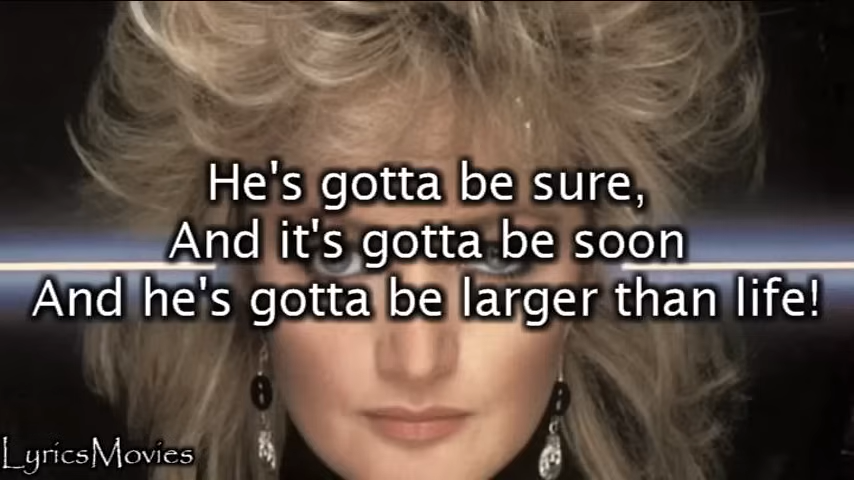 He's gotta be sure,
And it's gotta be soon
And he's gotta be larger than life!
LyricsMovies